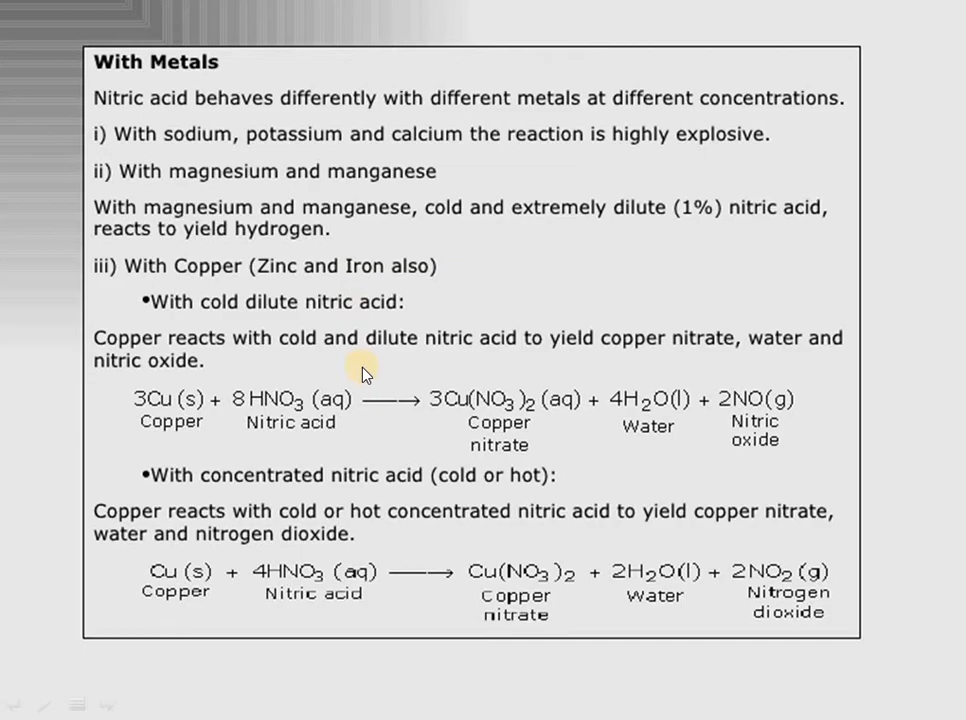 With Metals
Nitric acid behaves differently with different metals at different concentrations.
i) With sodium, potassium and calcium the reaction is highly explosive.
ii) With magnesium and manganese
With magnesium and manganese, cold and extremely dilute (1%) nitric acid,
reacts to yield hydrogen.
iii) With Copper (Zinc and Iron also)
•With cold dilute nitric acid:
Copper reacts with cold and dilute nitric acid to yield copper nitrate, water and
nitric oxide.
3Cu (s) + 8 HNO₃ (aq) ⟶ 3Cu(NO₃)₂ (aq) + 4H₂O(l) + 2NO(g)
Copper Nitric acid Copper Water Nitric
nitrate oxide
•With concentrated nitric acid (cold or hot):
Copper reacts with cold or hot concentrated nitric acid to yield copper nitrate,
water and nitrogen dioxide.
Cu (s) + 4HNO₃ (aq) ⟶ Cu(NO₃)₂ + 2H₂O(l) + 2NO₂ (g)
Copper Nitric acid Copper Water Nitrogen
nitrate dioxide